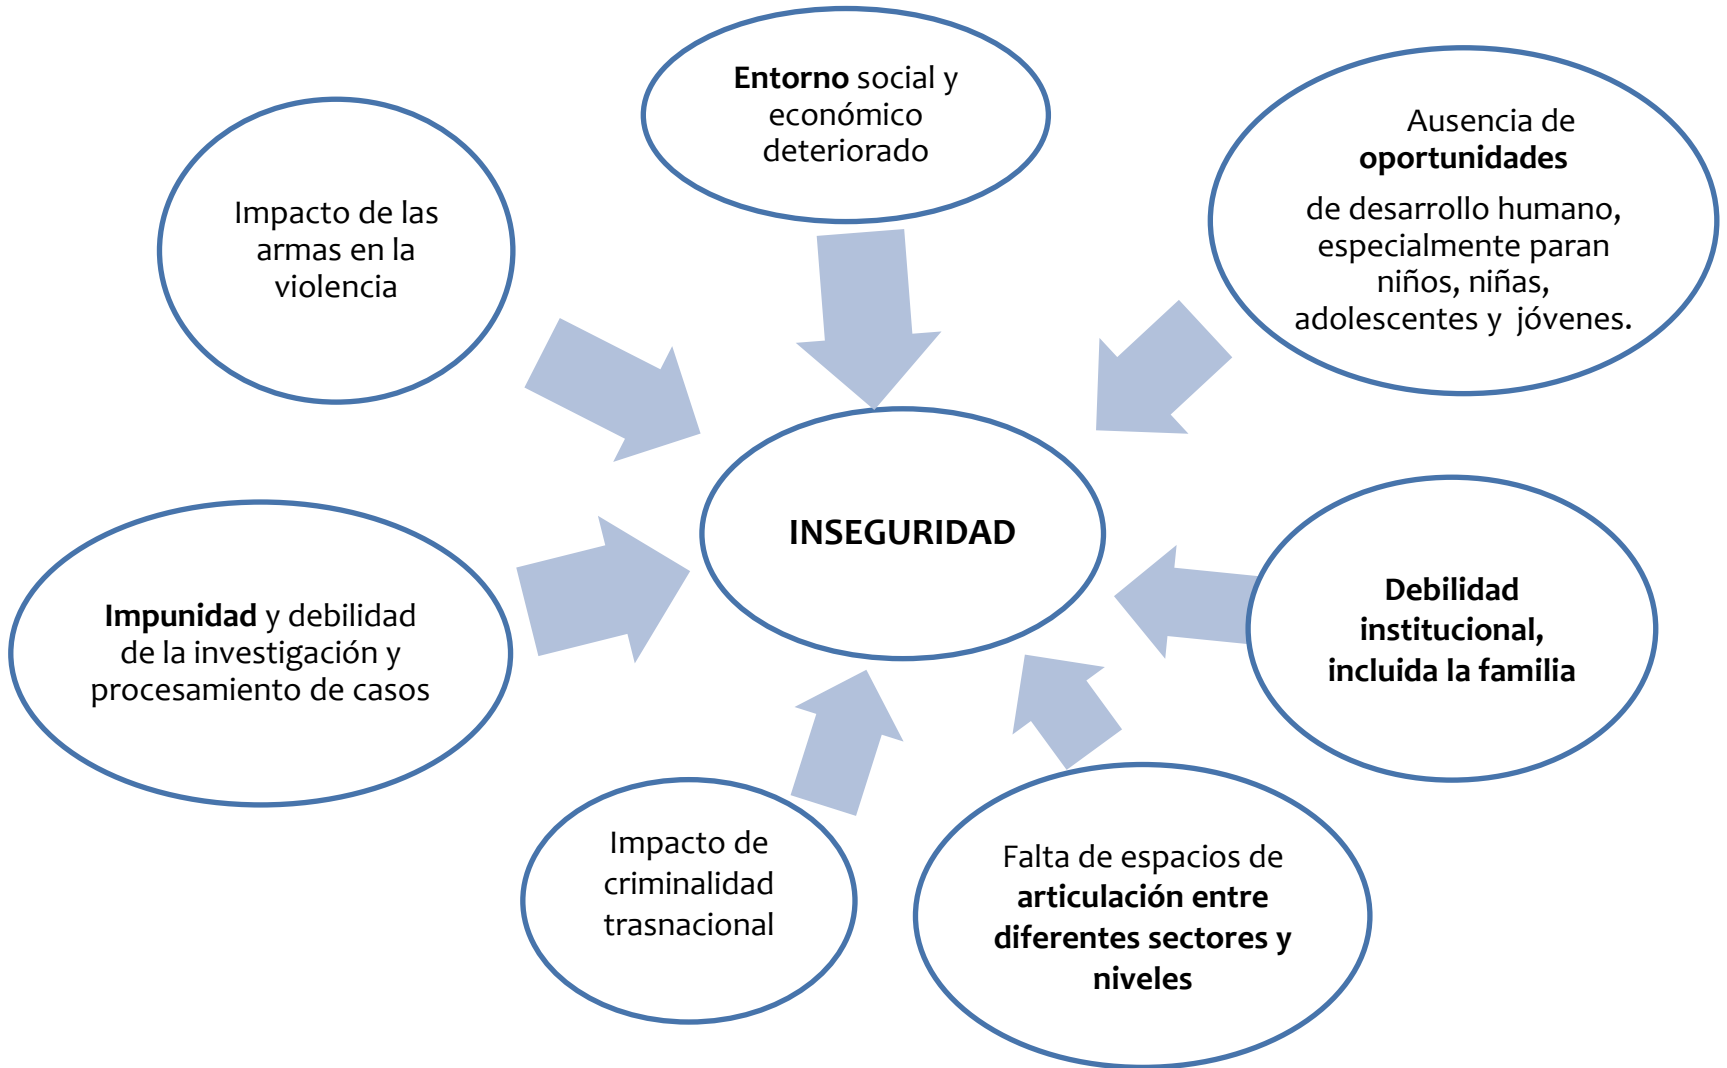 Entorno social y
económico
deteriorado
Ausencia de
oportunidades
de desarrollo humano,
especialmente paran
niños, niñas,
adolescentes y jóvenes.
Impacto de las
armas en la
violencia
INSEGURIDAD
Debilidad
institucional,
incluida la familia
Impunidad y debilidad
de la investigación y
procesamiento de casos
Impacto de
criminalidad
trasnacional
Falta de espacios de
articulación entre
diferentes sectores y
niveles